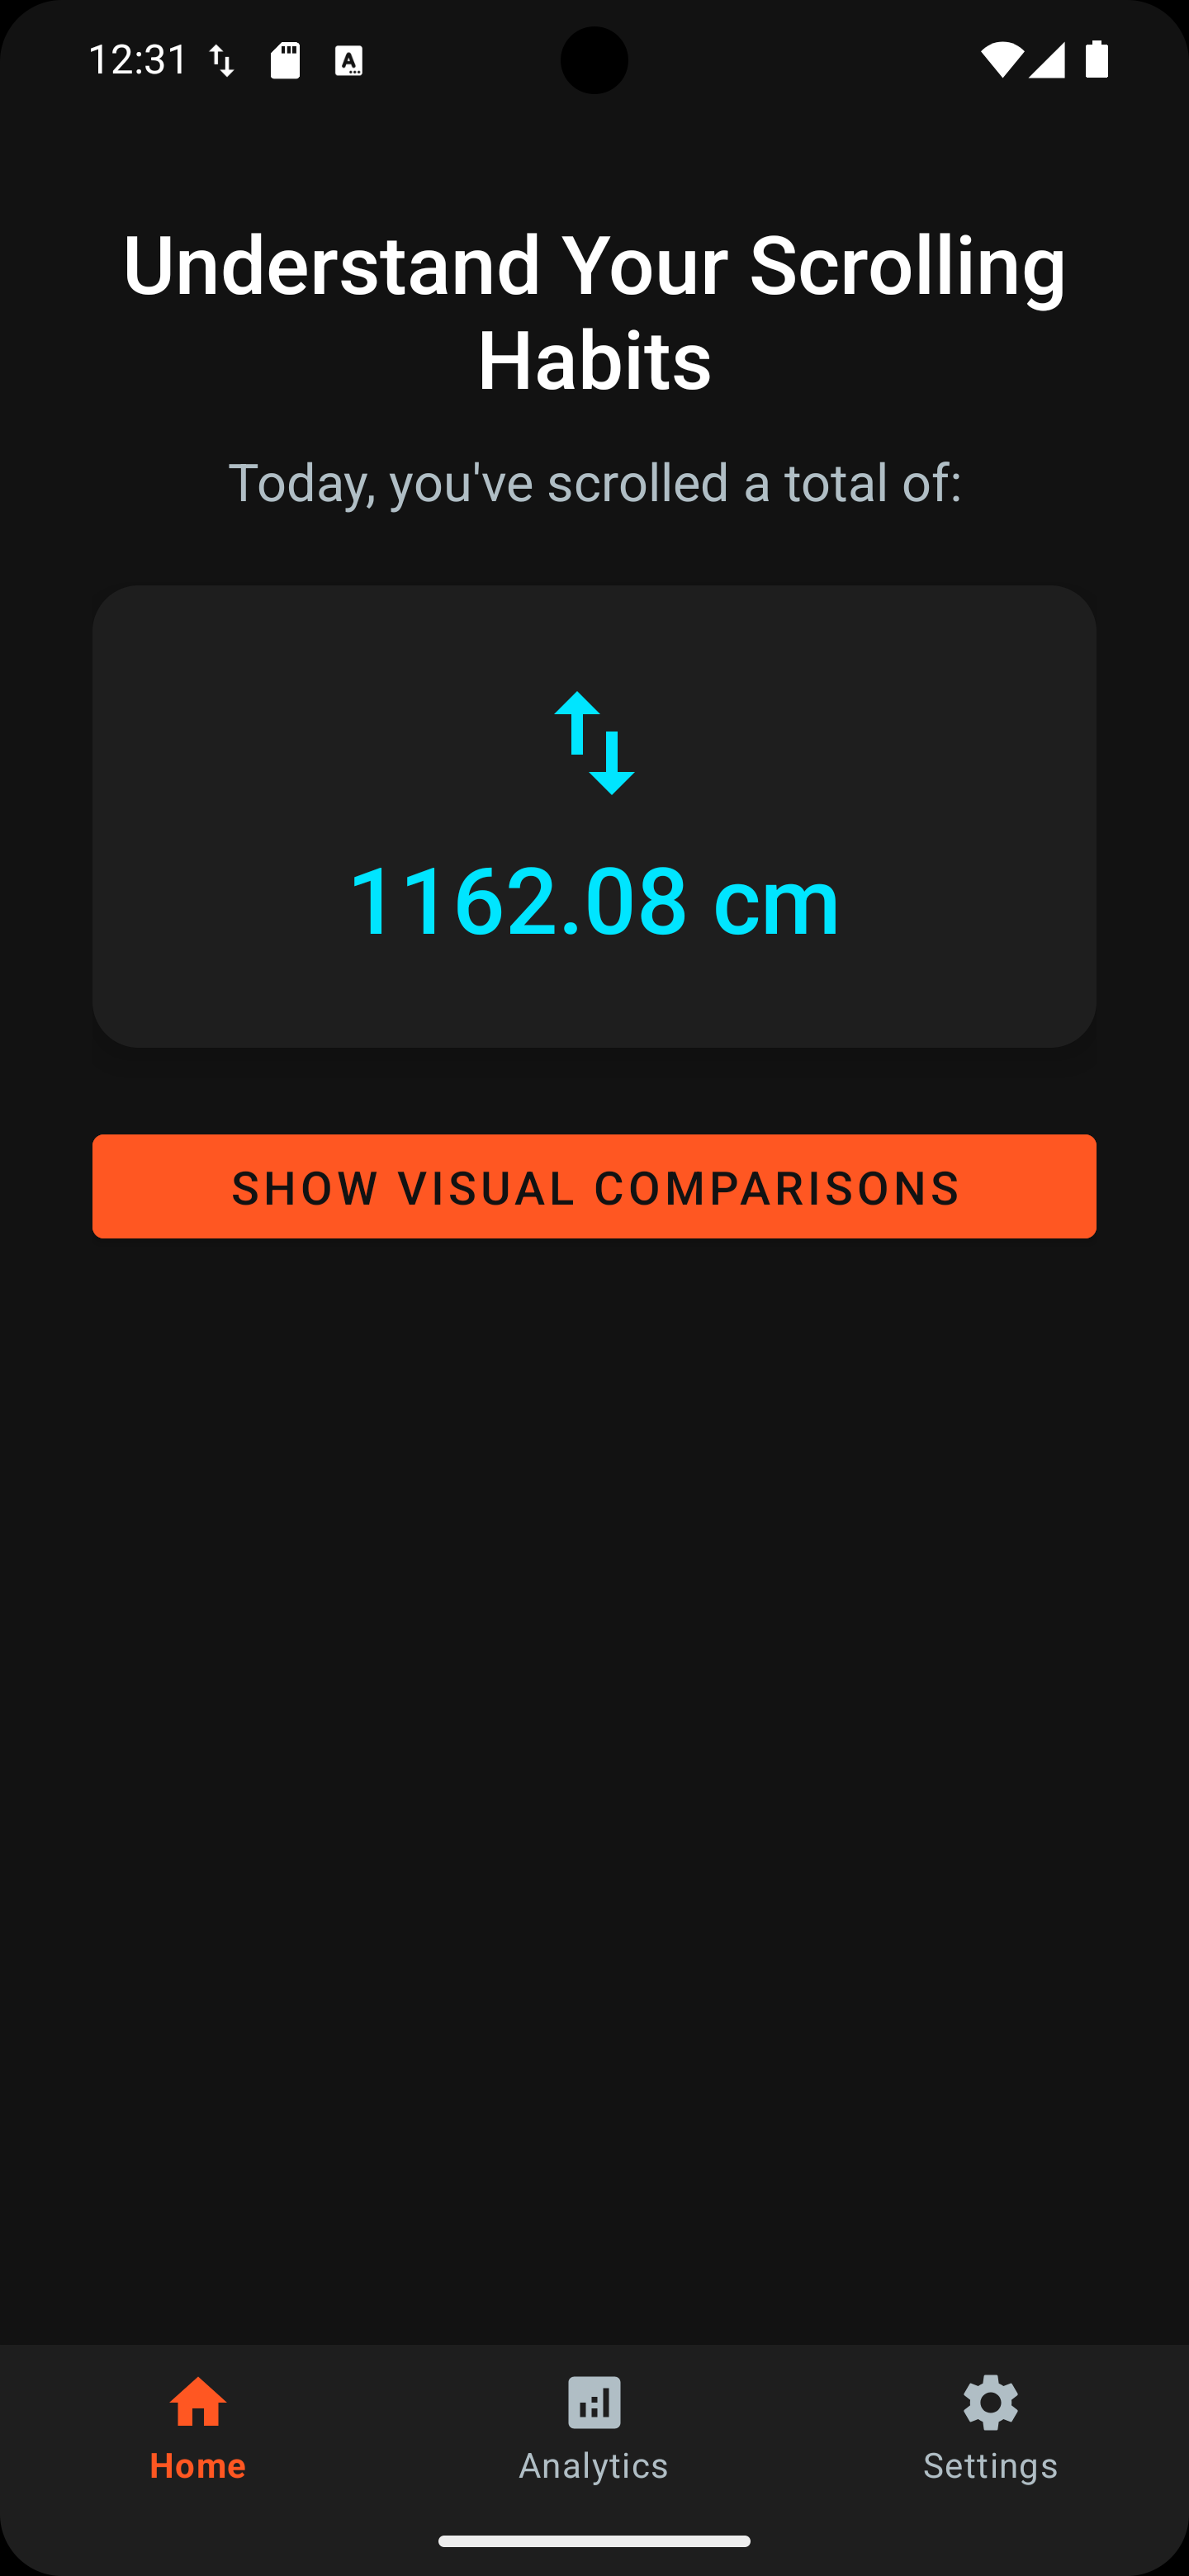 12:31
Understand Your Scrolling
Habits
Today, you've scrolled a total of:
1162.08 cm
SHOW VISUAL COMPARISONS
Home
Analytics
Settings